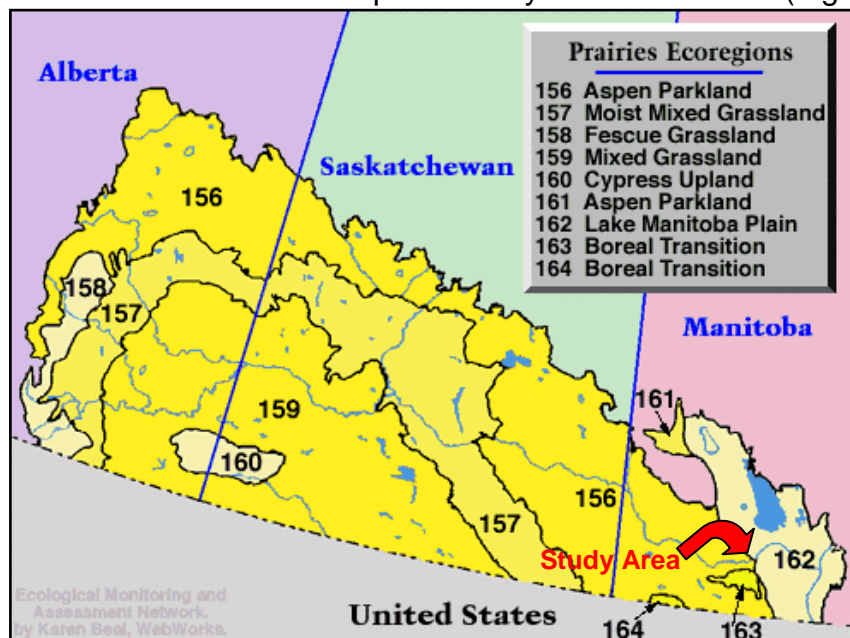 Prairies Ecoregions
156 Aspen Parkland
157 Moist Mixed Grassland
158 Fescue Grassland
159 Mixed Grassland
160 Cypress Upland
161 Aspen Parkland
162 Lake Manitoba Plain
163 Boreal Transition
164 Boreal Transition
Alberta
Saskatchewan
Manitoba
156
158
157
159
160
161
156
157
162
Study Area
163
164
United States
Ecological Monitoring and
Assessment Network.
by Karen Beal, WebWorks.